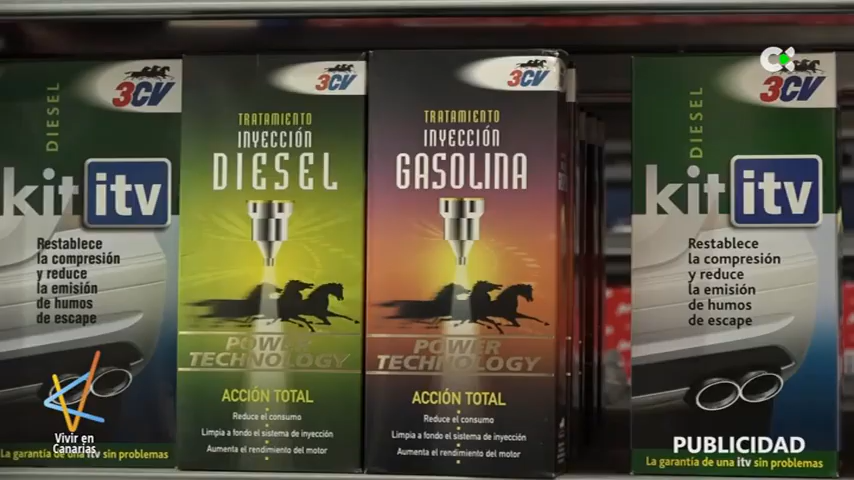 3CV
DIESEL
kit itv
Restablece
la compresión
y reduce
la emisión
de humos
de escape
La garantía de una itv sin problemas
3CV
TRATAMIENTO
INYECCIÓN
DIESEL
POWER
TECHNOLOGY
ACCIÓN TOTAL
Reduce el consumo
Limpia a fondo el sistema de inyección
Aumenta el rendimiento del motor
3CV
TRATAMIENTO
INYECCIÓN
GASOLINA
POWER
TECHNOLOGY
ACCIÓN TOTAL
Reduce el consumo
Limpia a fondo el sistema de inyección
Aumenta el rendimiento del motor
3CV
DIESEL
kit itv
Restablece
la compresión
y reduce
la emisión
de humos
de escape
La garantía de una itv sin problemas
Vivir en
Canarias
PUBLICIDAD